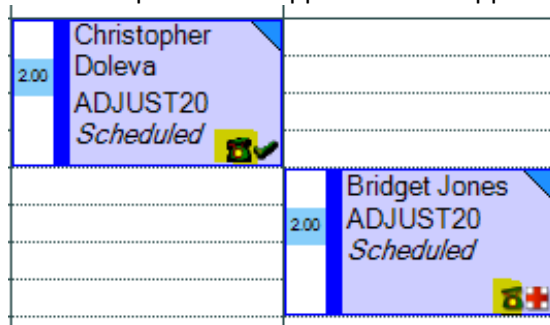 Christopher
Doleva
2.00
ADJUST20
Scheduled
Bridget Jones
2.00
ADJUST20
Scheduled